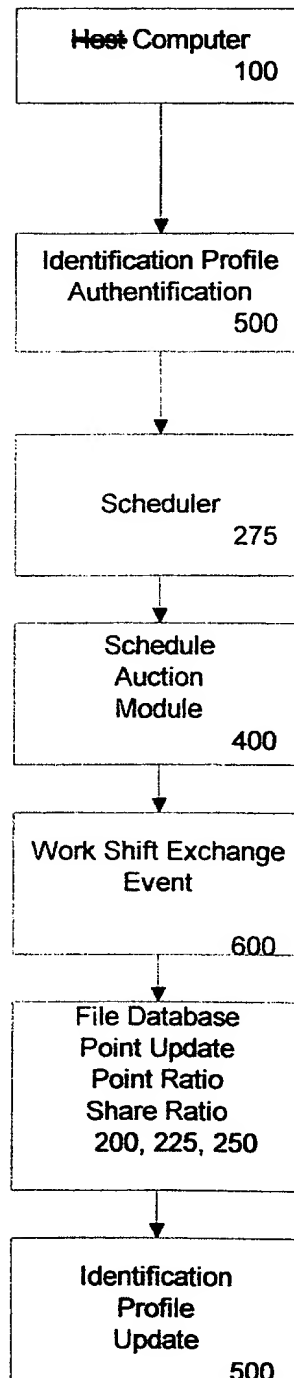 Host Computer
100
Identification Profile
Authentification
500
Scheduler
275
Schedule
Auction
Module
400
Work Shift Exchange
Event
600
File Database
Point Update
Point Ratio
Share Ratio
200, 225, 250
Identification
Profile
Update
500